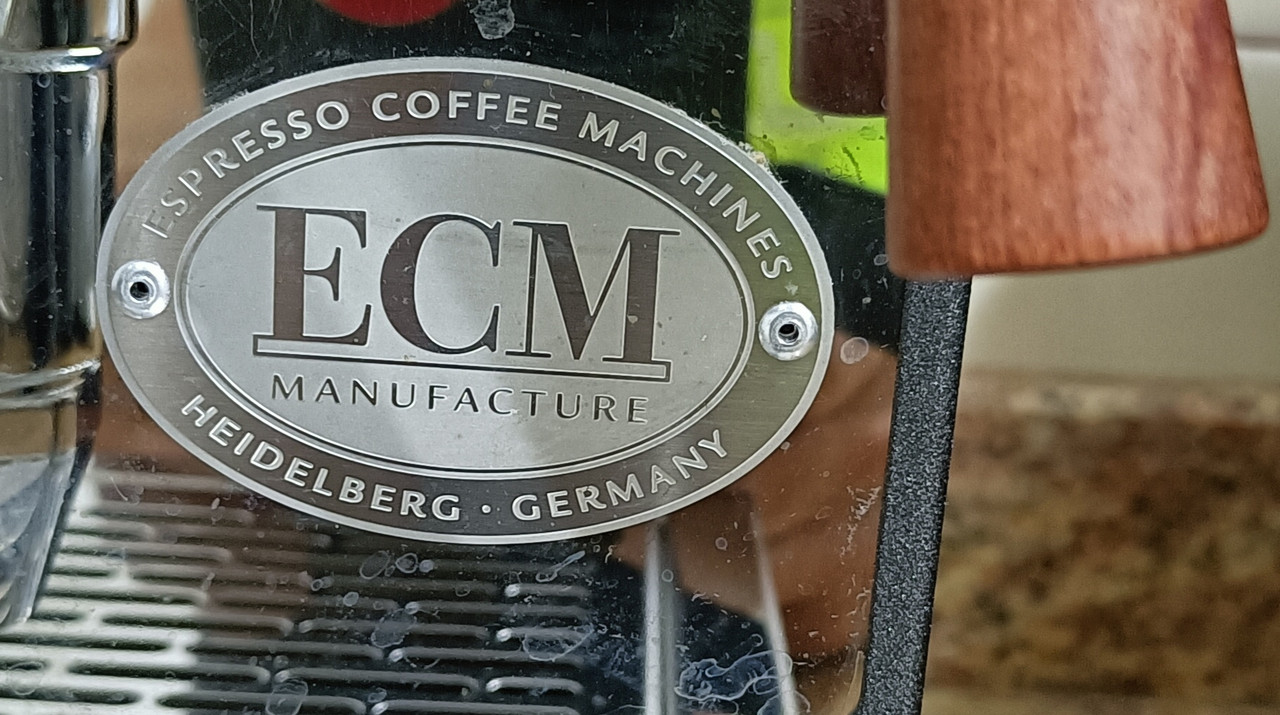 ESPRESSO COFFEE MACHINES
ECM
MANUFACTURE
HEIDELBERG · GERMANY